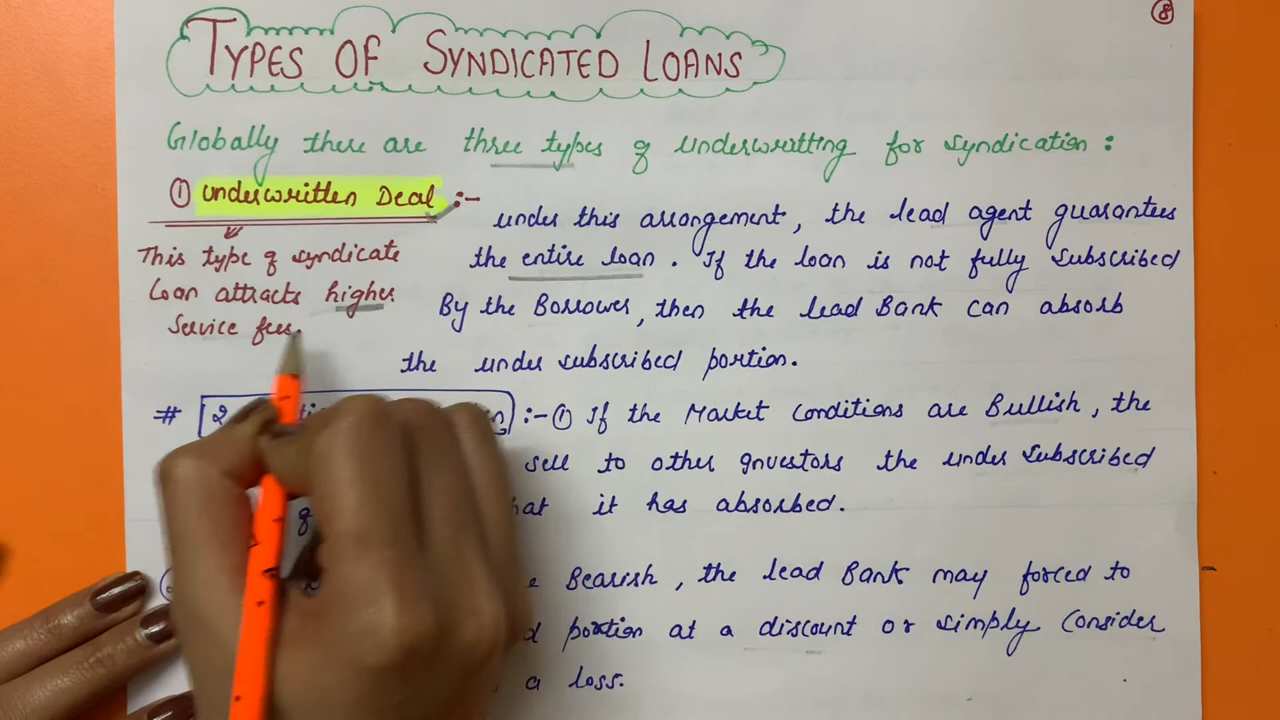 8
TYPES OF SYNDICATED LOANS
Globally there are three types of underwritting for syndication :
① underwritten Deal :-
under this arrangement, the lead agent guarantees
This type of syndicate
the entire loan. If the loan is not fully subscribed
Loan attracts higher
By the Borrower, then the lead Bank can absorb
Service fees.
the under subscribed portion.
# 2 :- ① If the Market Conditions are Bullish, the
sell to other investors the under subscribed
it has absorbed.
Bearish, the lead Bank may forced to
portion at a discount or simply Consider
a loss.